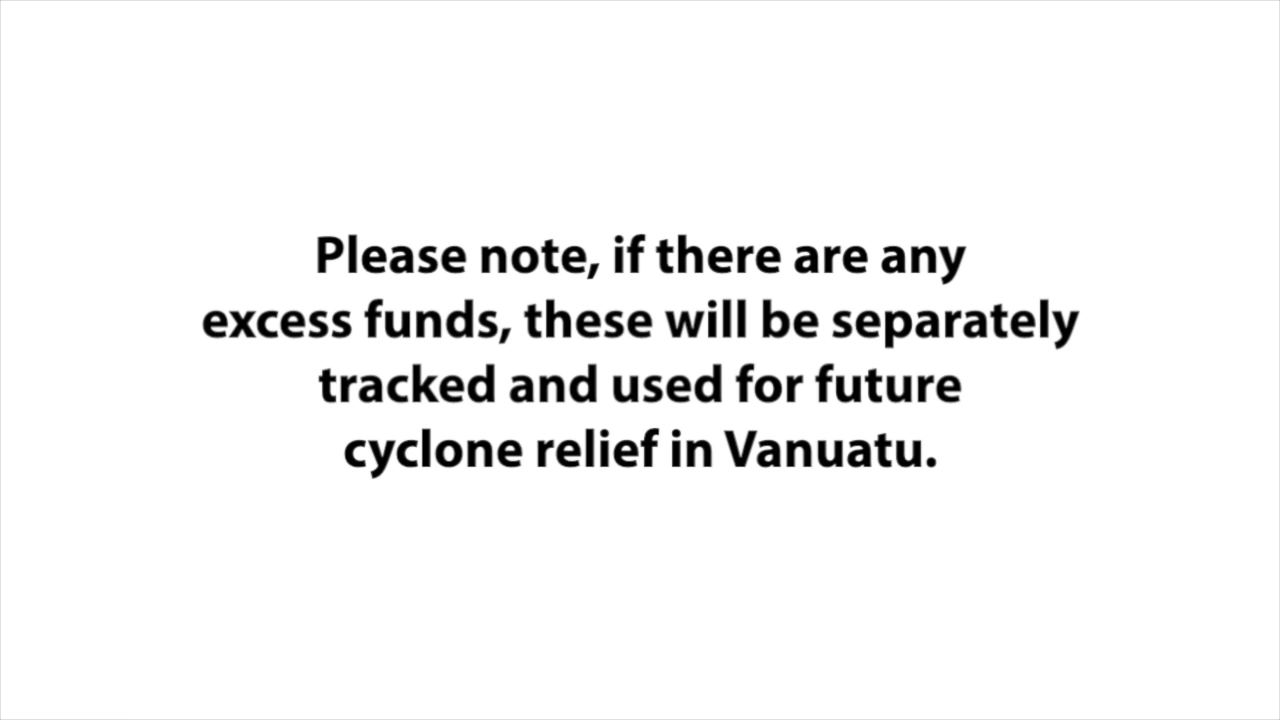 Please note, if there are any
excess funds, these will be separately
tracked and used for future
cyclone relief in Vanuatu.